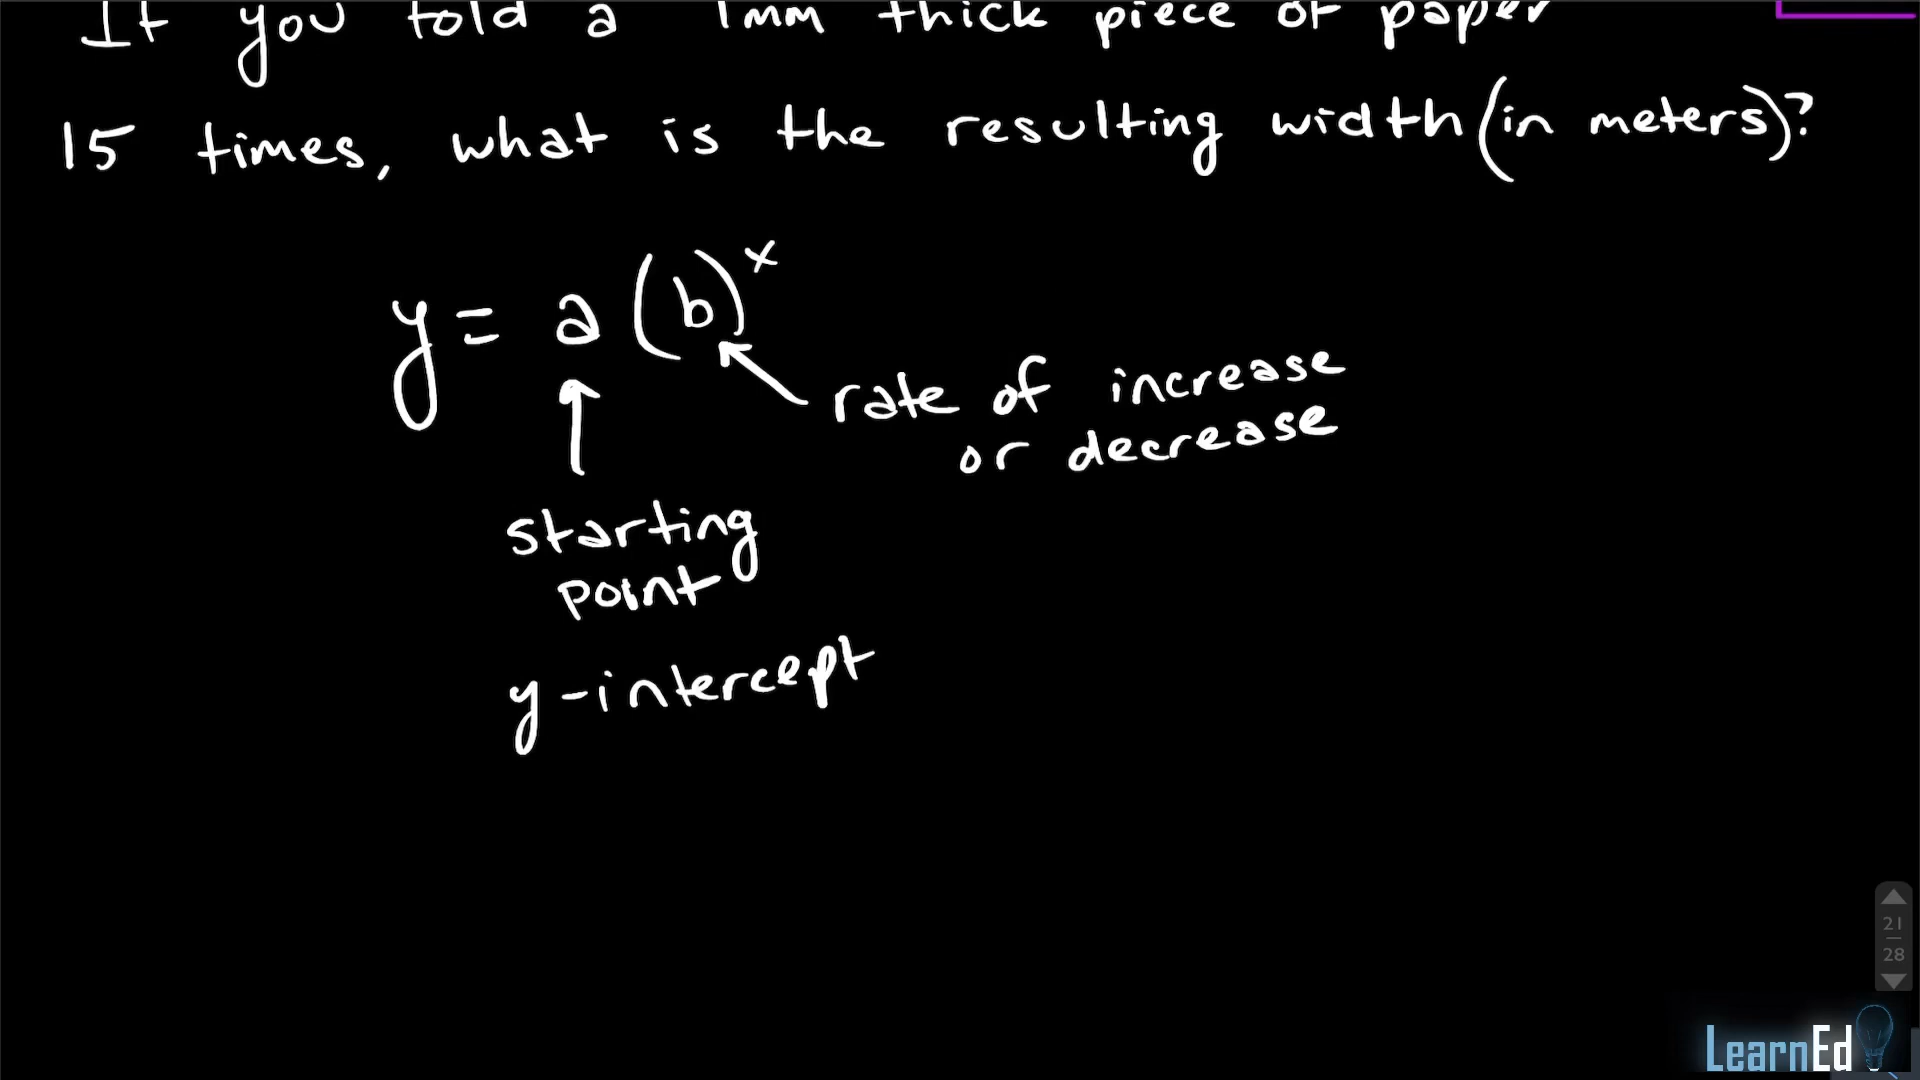 If you fold a 1mm thick piece of paper
15 times, what is the resulting width (in meters)?
y = a (b)^x
rate of increase
or decrease
starting
point
y-intercept
21
28
LearnEd